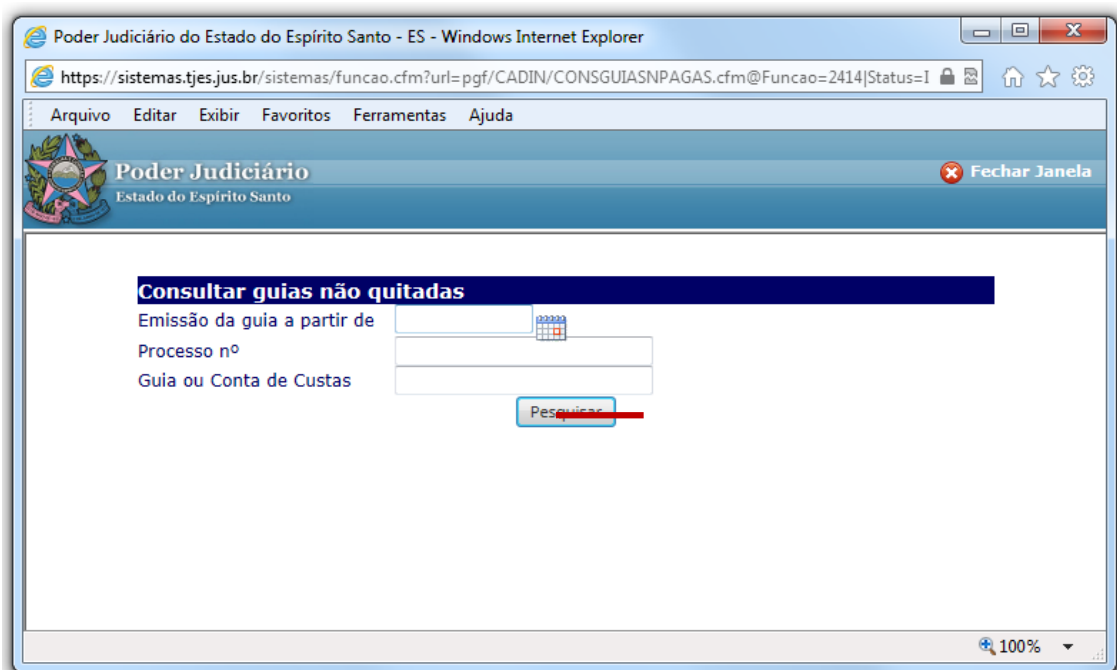 Poder Judiciário do Estado do Espírito Santo - ES - Windows Internet Explorer
https://sistemas.tjes.jus.br/sistemas/funcao.cfm?url=pgf/CADIN/CONSGUIASNPAGAS.cfm@Funcao=2414|Status=I
Arquivo Editar Exibir Favoritos Ferramentas Ajuda
Poder Judiciário
Estado do Espírito Santo
Fechar Janela
Consultar guias não quitadas
Emissão da guia a partir de
Processo nº
Guia ou Conta de Custas
Pesquisar
100%